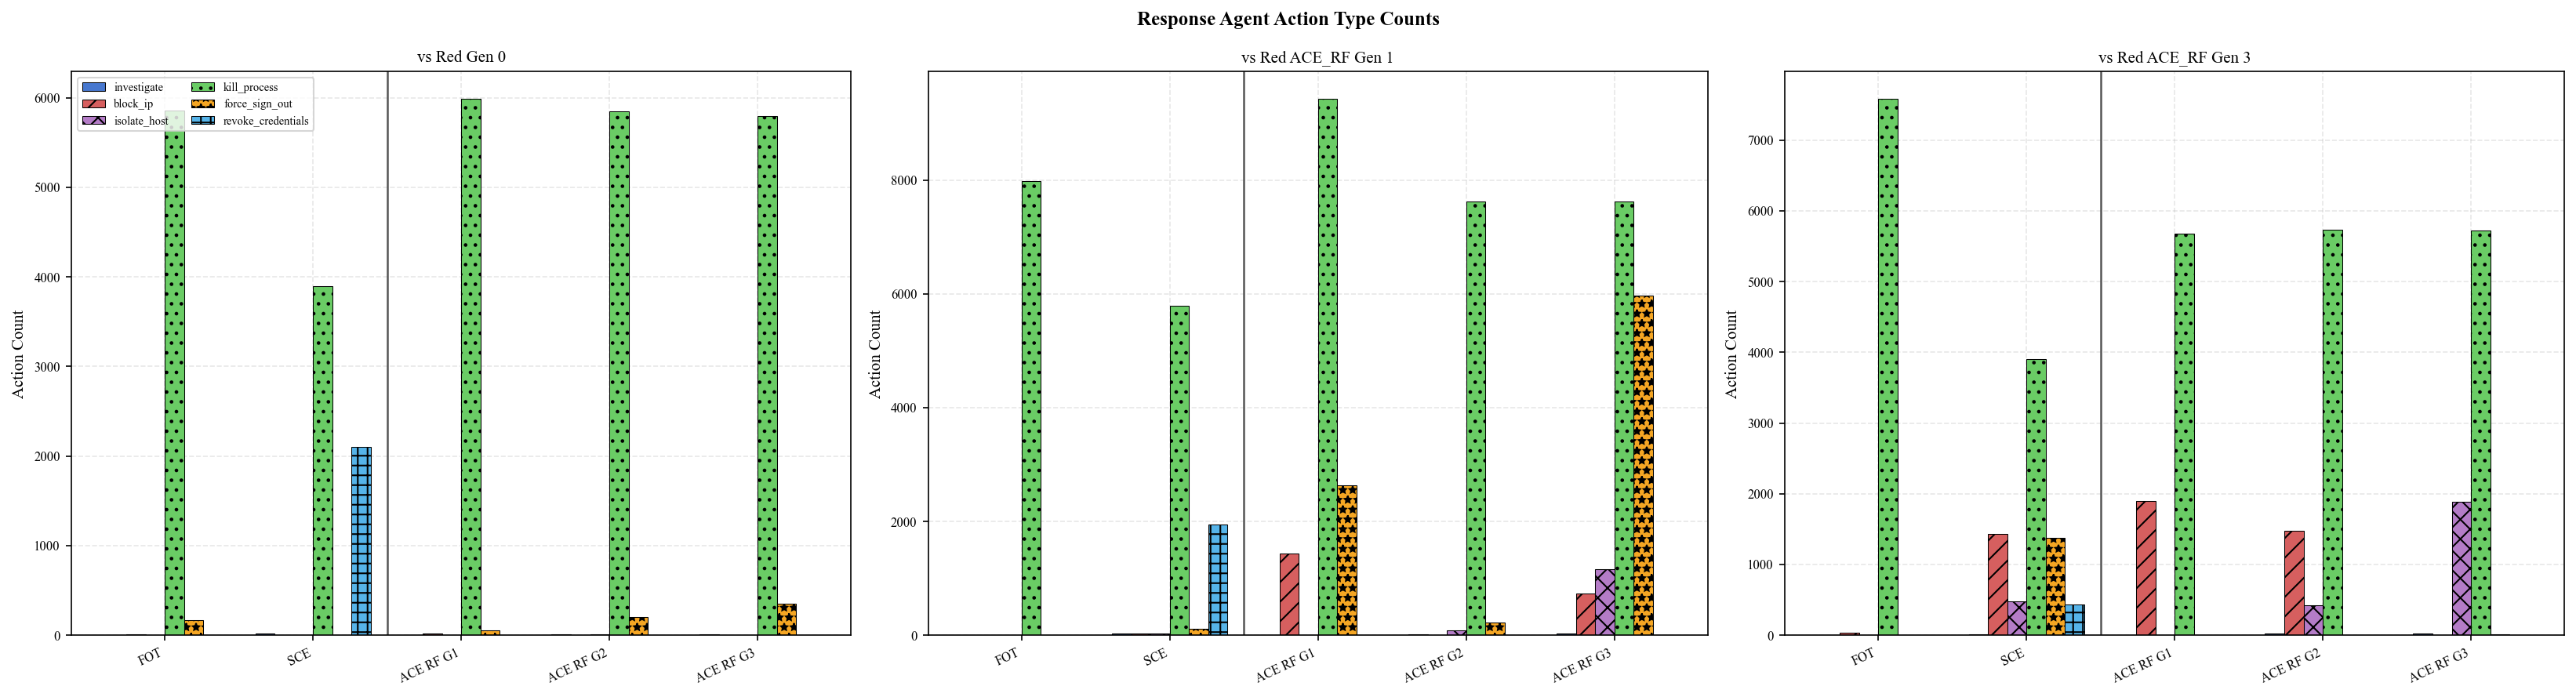 Response Agent Action Type Counts
vs Red Gen 0
investigate
block_ip
isolate_host
kill_process
force_sign_out
revoke_credentials
Action Count
6000
5000
4000
3000
2000
1000
0
FOT
SCE
ACE RF G1
ACE RF G2
ACE RF G3
vs Red ACE_RF Gen 1
Action Count
8000
6000
4000
2000
0
FOT
SCE
ACE RF G1
ACE RF G2
ACE RF G3
vs Red ACE_RF Gen 3
Action Count
7000
6000
5000
4000
3000
2000
1000
0
FOT
SCE
ACE RF G1
ACE RF G2
ACE RF G3